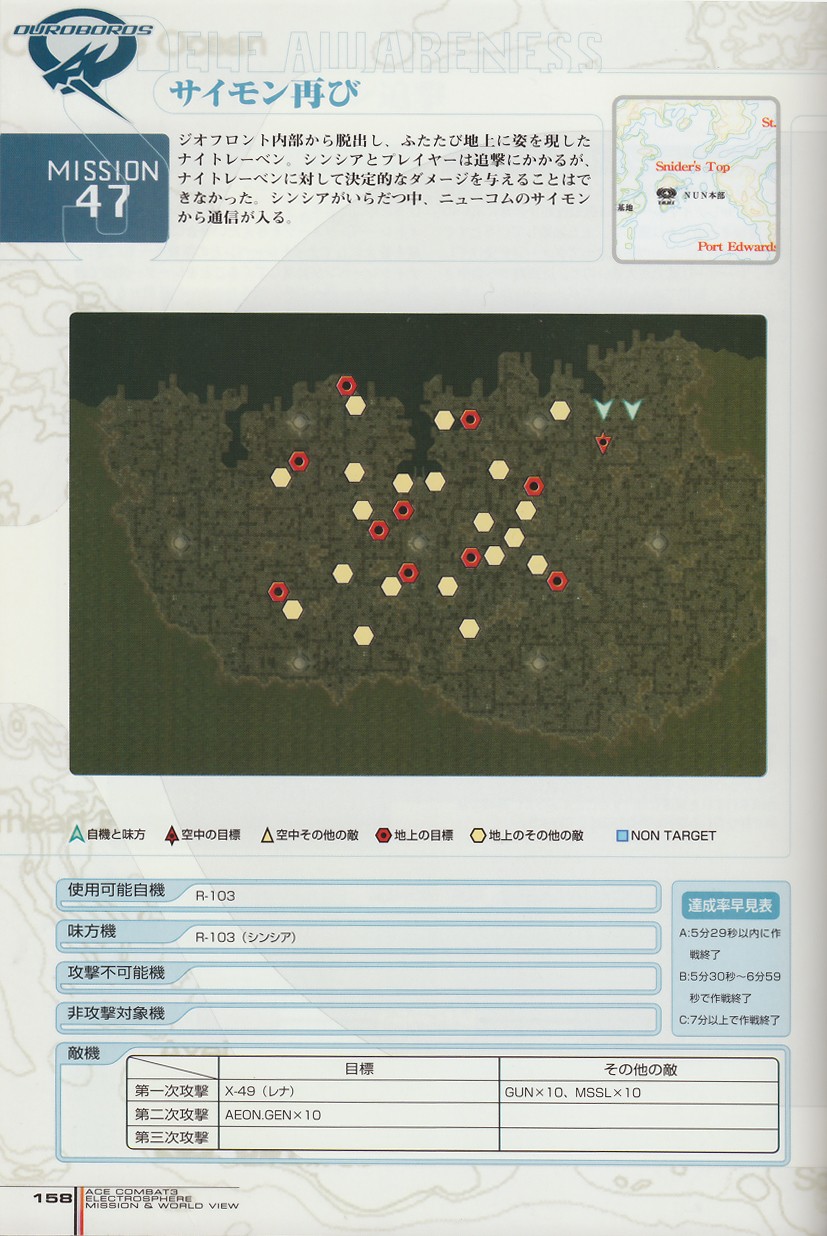 OUROBOROS
SELF AWARENESS
サイモン再び
MISSION
47
ジオフロント内部から脱出し、ふたたび地上に姿を現した
ナイトレーベン。シンシアとプレイヤーは追撃にかかるが、
ナイトレーベンに対して決定的なダメージを与えることはで
きなかった。シンシアがいらだつ中、ニューコムのサイモン
から通信が入る。
St.
Snider's Top
NUN本部
基地
Port Edwards
自機と味方 空中の目標 空中その他の敵 地上の目標 地上のその他の敵 NON TARGET
使用可能自機 R-103
味方機 R-103（シンシア）
攻撃不可能機
非攻撃対象機
達成率早見表
A:5分29秒以内に作
戦終了
B:5分30秒〜6分59
秒で作戦終了
C:7分以上で作戦終了
敵機
目標 その他の敵
第一次攻撃 X-49（レナ） GUN×10、MSSL×10
第二次攻撃 AEON.GEN×10
第三次攻撃
158
ACE COMBAT3
ELECTROSPHERE
MISSION & WORLD VIEW